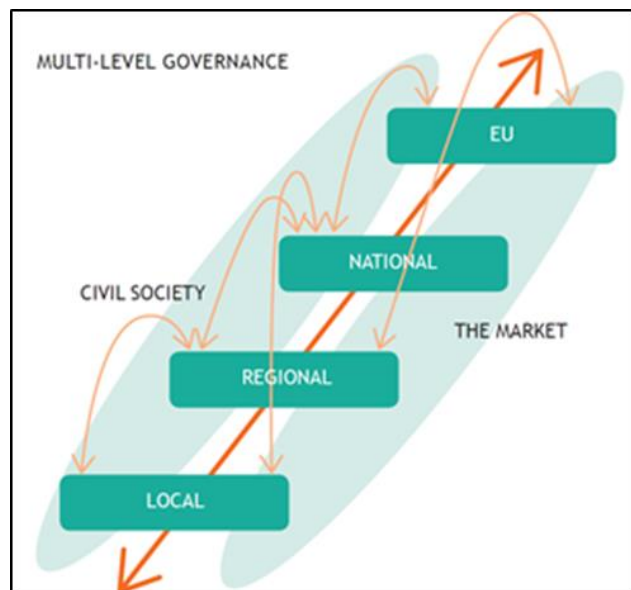 MULTI-LEVEL GOVERNANCE
EU
NATIONAL
CIVIL SOCIETY
THE MARKET
REGIONAL
LOCAL